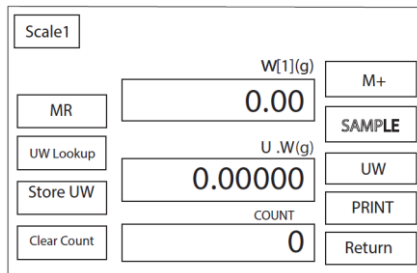 Scale1
W[1](g)
0.00
M+
MR
SAMPLE
UW Lookup
U .W(g)
0.00000
UW
Store UW
PRINT
COUNT
0
Clear Count
Return